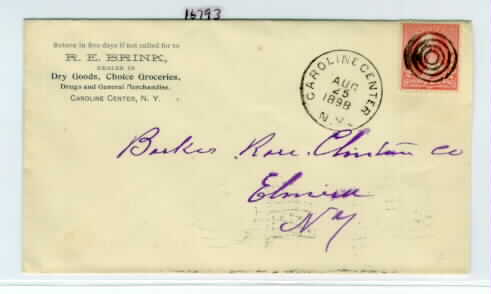 16793
Return in five days if not called for to
R. E. BRINK,
DEALER IN
Dry Goods, Choice Groceries,
Drugs and General Merchandise.
CAROLINE CENTER, N. Y.
CAROLINE CENTER
AUG
25
1898
N.Y.
Barker Rose Clinton Co
Elmira
NY